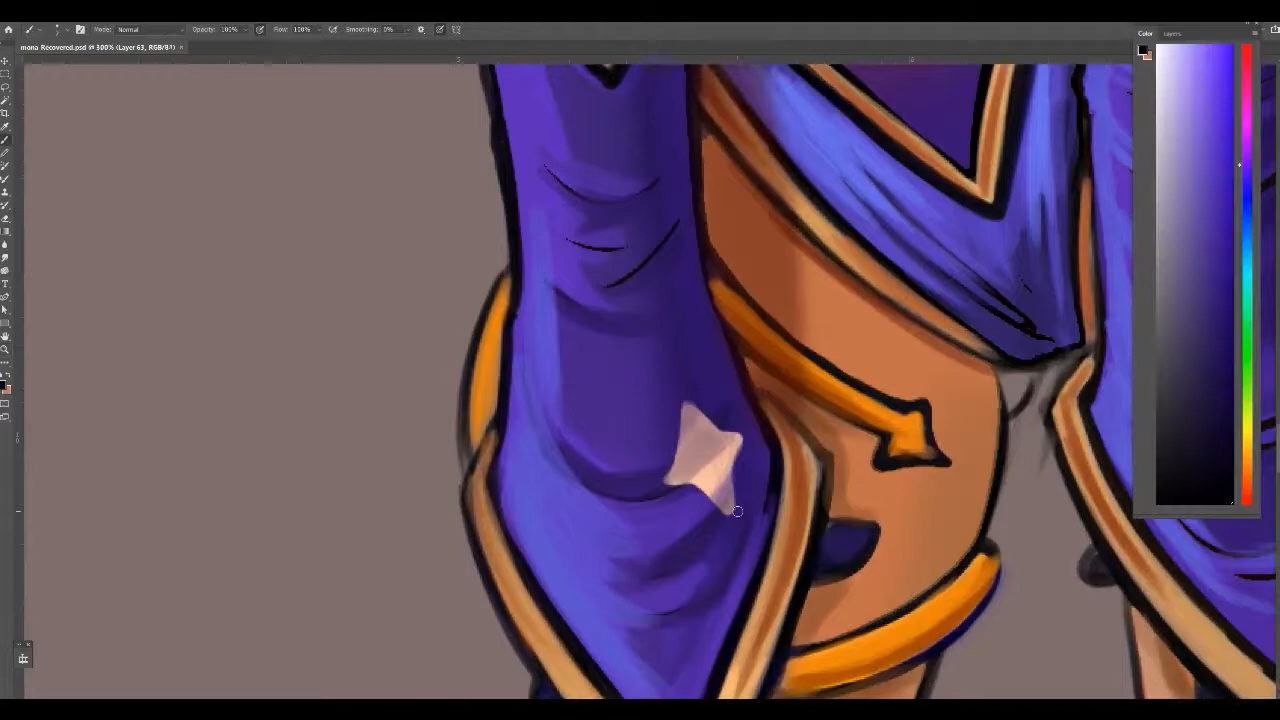 Mode: Normal Opacity: 100% Flow: 100% Smoothing: 0%
mona Recovered.psd @ 300% (Layer 63, RGB/8#) ×
Color Layers